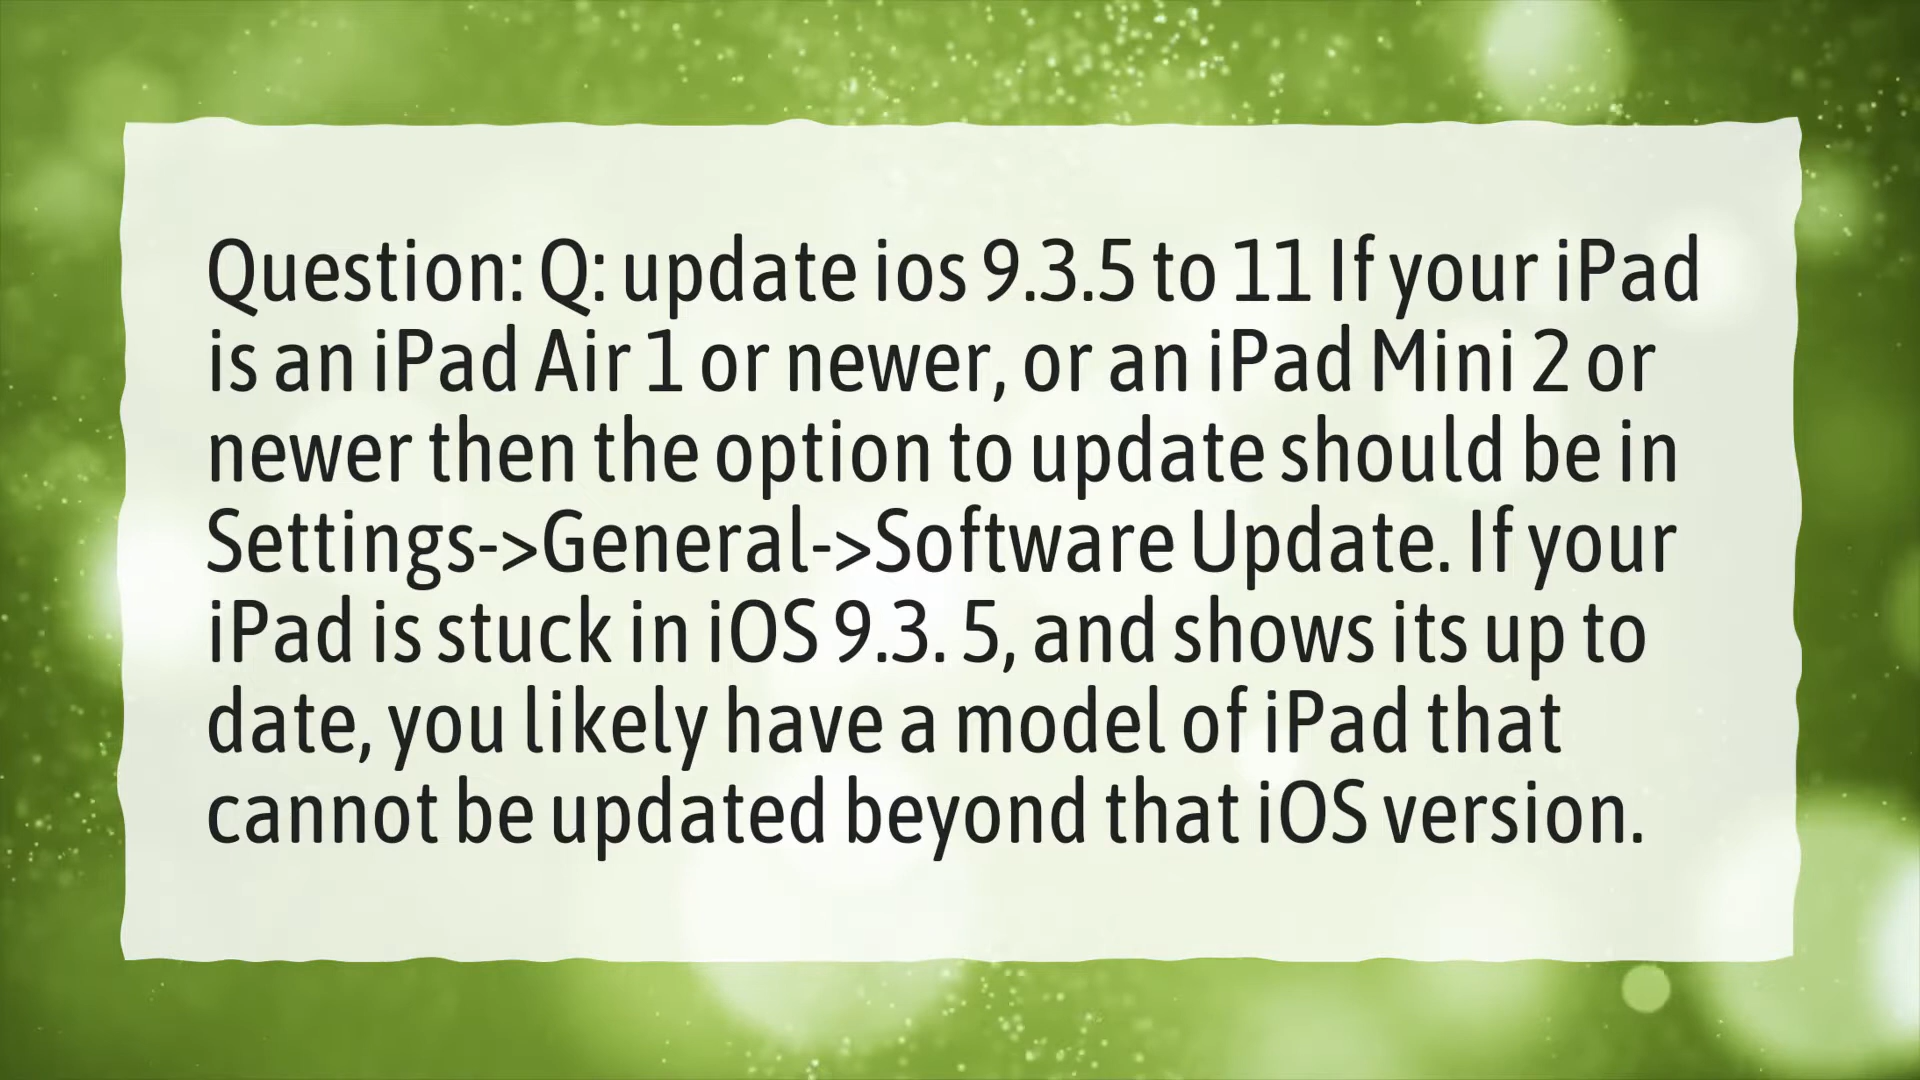 Question: Q: update ios 9.3.5 to 11 If your iPad
is an iPad Air 1 or newer, or an iPad Mini 2 or
newer then the option to update should be in
Settings->General->Software Update. If your
iPad is stuck in iOS 9.3. 5, and shows its up to
date, you likely have a model of iPad that
cannot be updated beyond that iOS version.